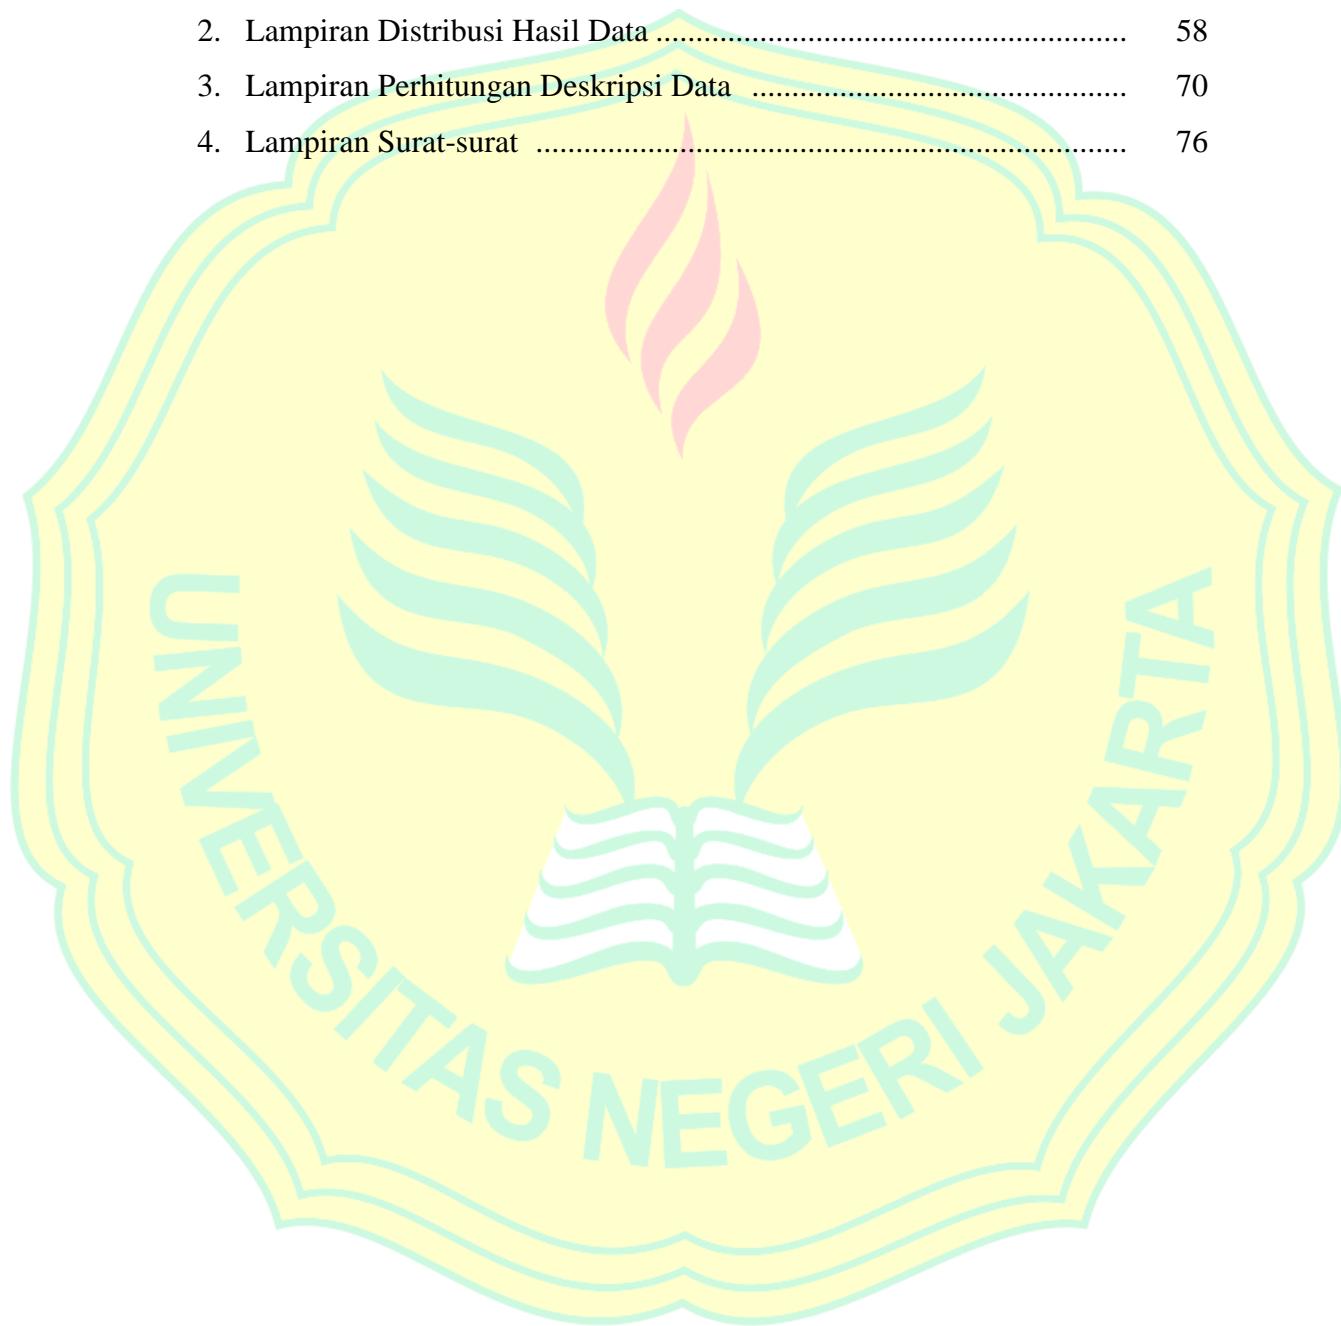 2. Lampiran Distribusi Hasil Data .......................................................... 58
3. Lampiran Perhitungan Deskripsi Data .............................................. 70
4. Lampiran Surat-surat ......................................................................... 76
UNIVERSITAS NEGERI JAKARTA